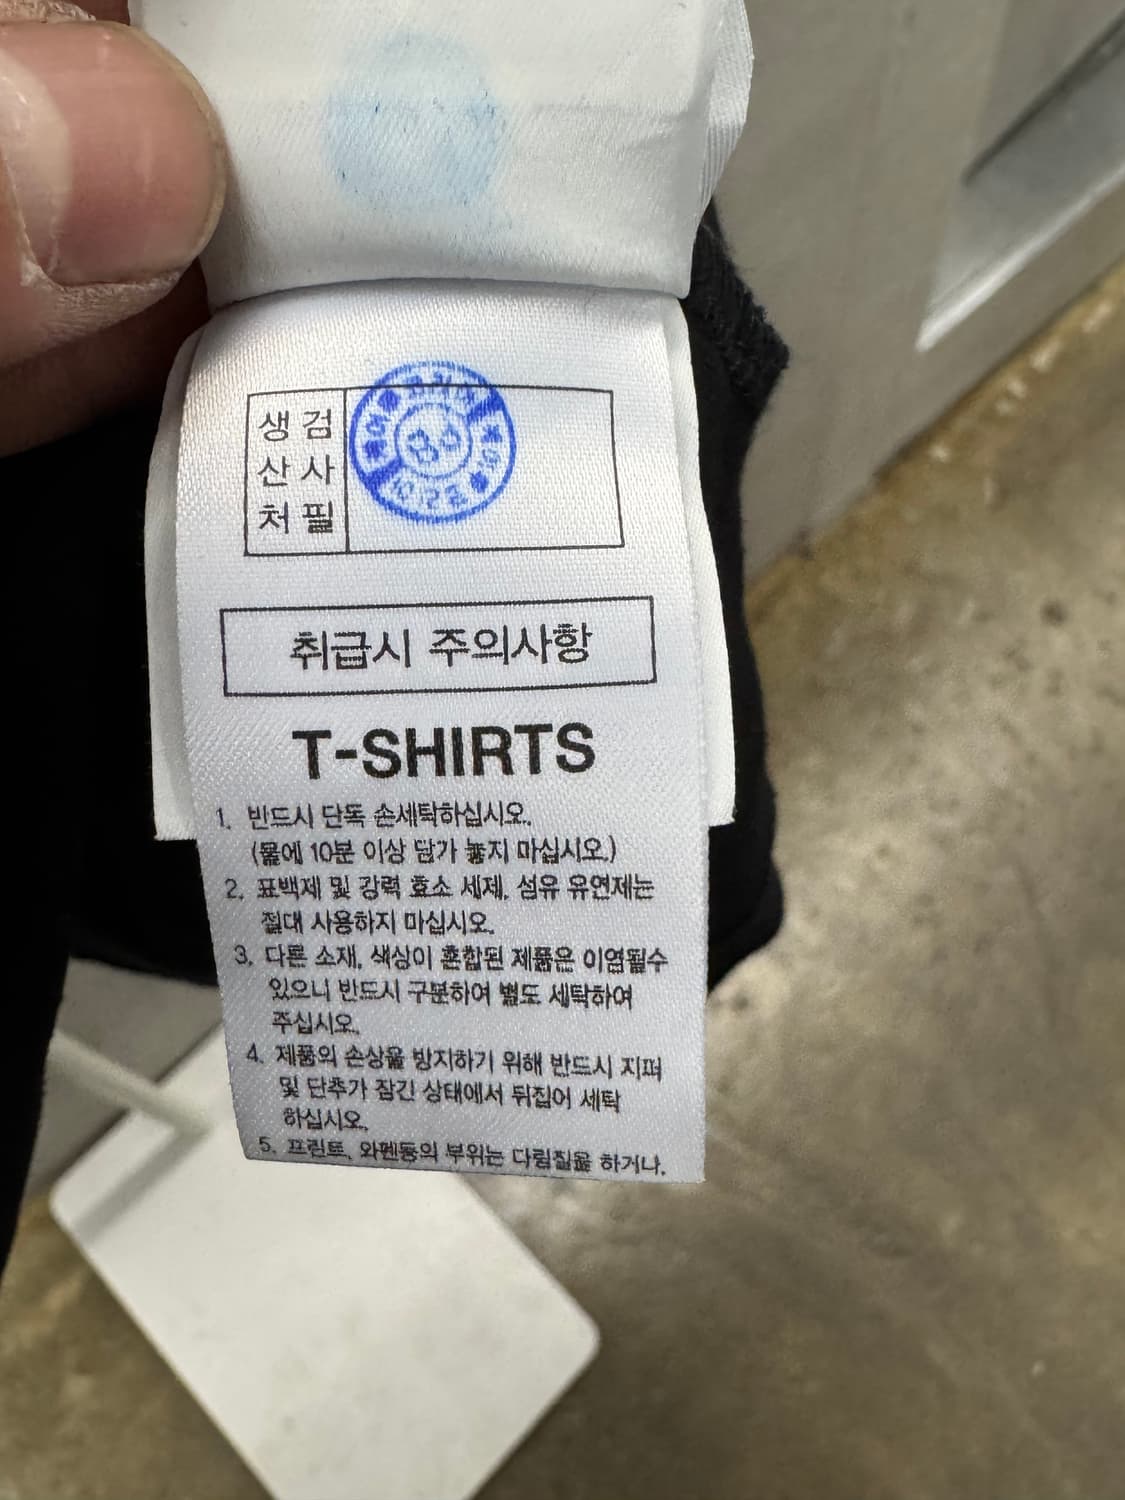 생 검
산 사
처 필
취급시 주의사항
T-SHIRTS
1. 반드시 단독 손세탁하십시오.
(물에 10분 이상 담가 놓지 마십시오.)
2. 표백제 및 강력 효소 세제, 섬유 유연제는
절대 사용하지 마십시오.
3. 다른 소재, 색상이 혼합된 제품은 이염될수
있으니 반드시 구분하여 별도 세탁하여
주십시오.
4. 제품의 손상을 방지하기 위해 반드시 지퍼
및 단추가 잠긴 상태에서 뒤집어 세탁
하십시오.
5. 프린트, 와펜등의 부위는 다림질을 하거나,